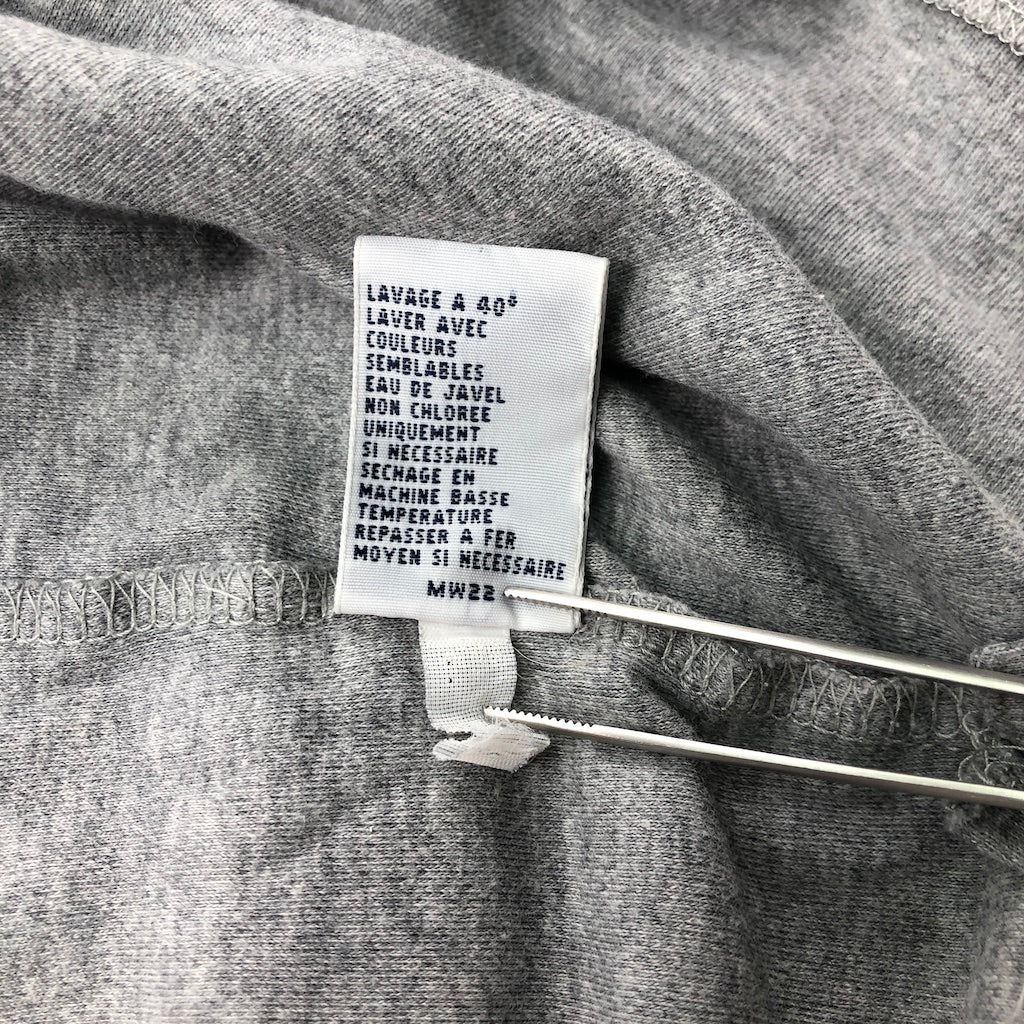 LAVAGE A 40°
LAVER AVEC
COULEURS
SEMBLABLES
EAU DE JAVEL
NON CHLOREE
UNIQUEMENT
SI NECESSAIRE
SECHAGE EN
MACHINE BASSE
TEMPERATURE
REPASSER A FER
MOYEN SI NECESSAIRE
MW22